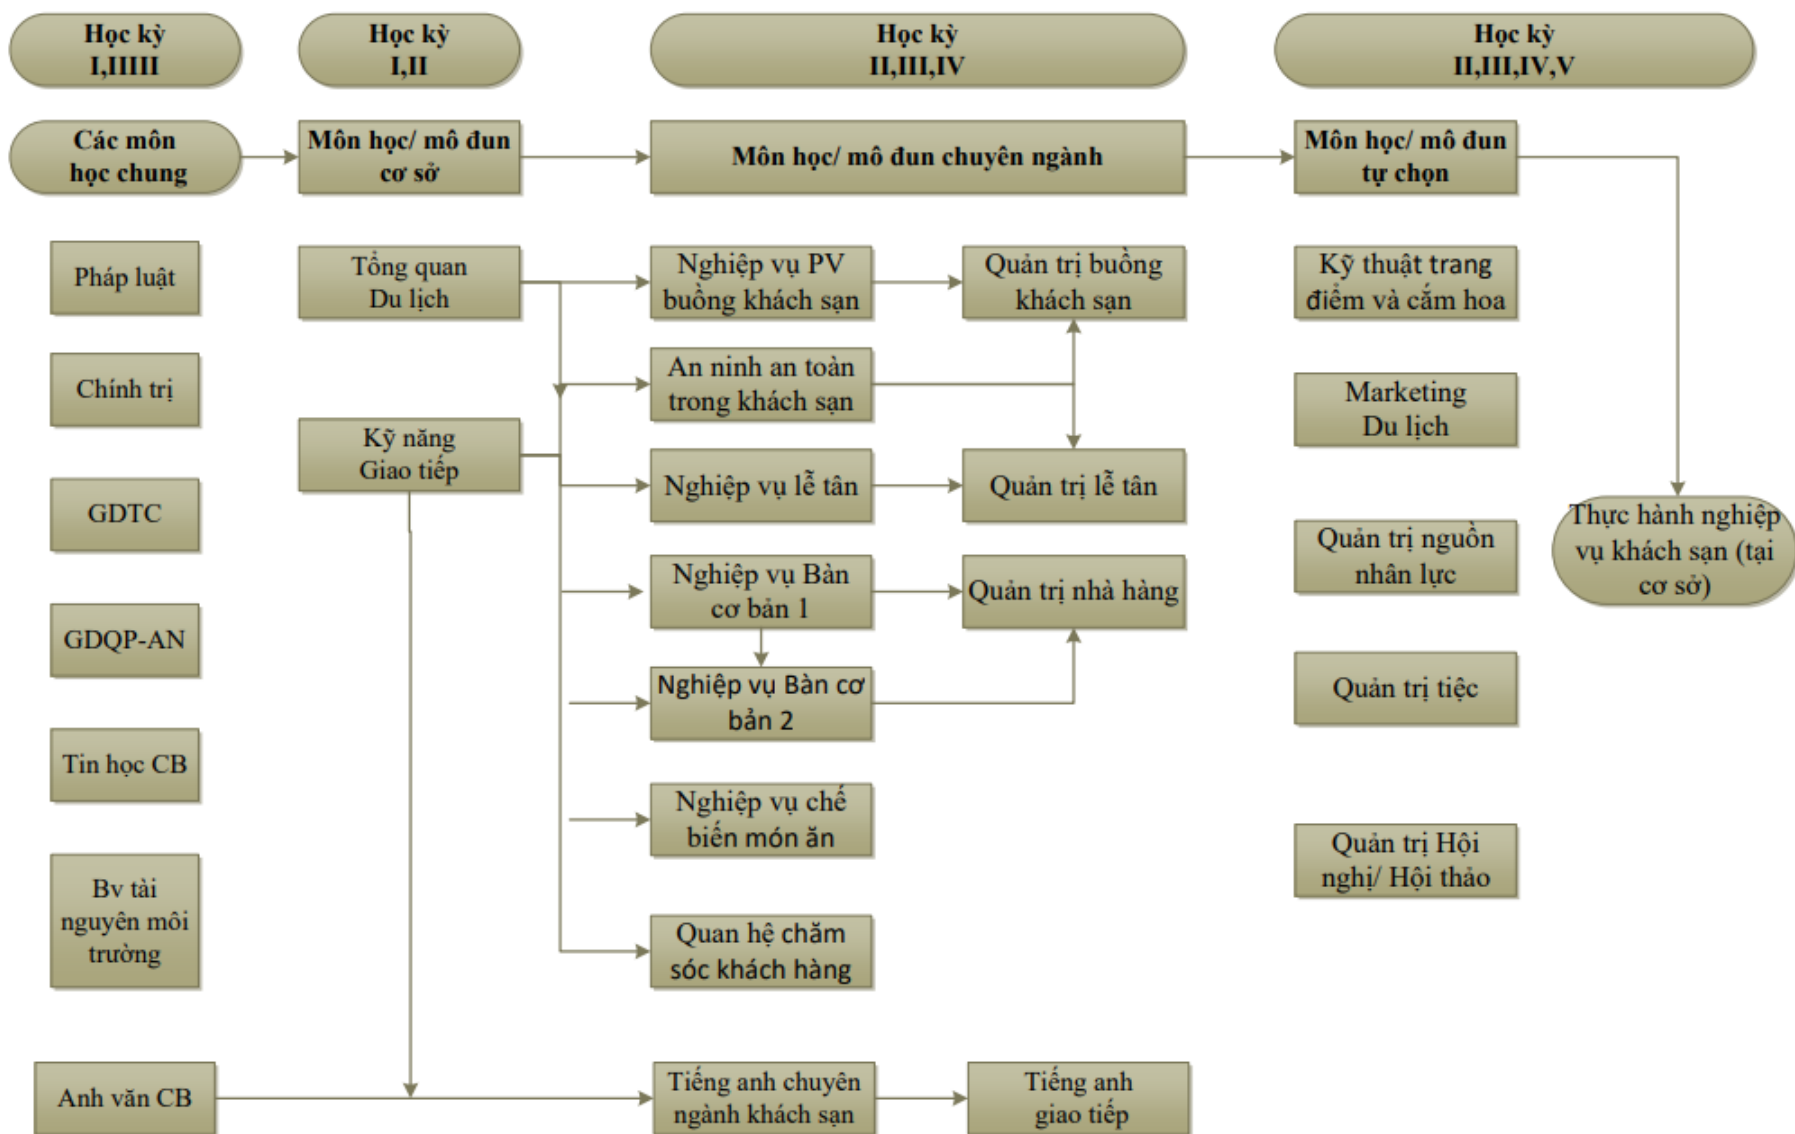 Học kỳ
I,IIIII
Học kỳ
I,II
Học kỳ
II,III,IV
Học kỳ
II,III,IV,V
Các môn
học chung
Môn học/ mô đun
cơ sở
Môn học/ mô đun chuyên ngành
Môn học/ mô đun
tự chọn
Pháp luật
Tổng quan
Du lịch
Nghiệp vụ PV
buồng khách sạn
Quản trị buồng
khách sạn
Kỹ thuật trang
điểm và cắm hoa
Chính trị
An ninh an toàn
trong khách sạn
Marketing
Du lịch
Kỹ năng
Giao tiếp
GDTC
Nghiệp vụ lễ tân
Quản trị lễ tân
Thực hành nghiệp
vụ khách sạn (tại
cơ sở)
Quản trị nguồn
nhân lực
Nghiệp vụ Bàn
cơ bản 1
Quản trị nhà hàng
GDQP-AN
Nghiệp vụ Bàn cơ
bản 2
Quản trị tiệc
Tin học CB
Nghiệp vụ chế
biến món ăn
Quản trị Hội
nghị/ Hội thảo
Bv tài
nguyên môi
trường
Quan hệ chăm
sóc khách hàng
Anh văn CB
Tiếng anh chuyên
ngành khách sạn
Tiếng anh
giao tiếp